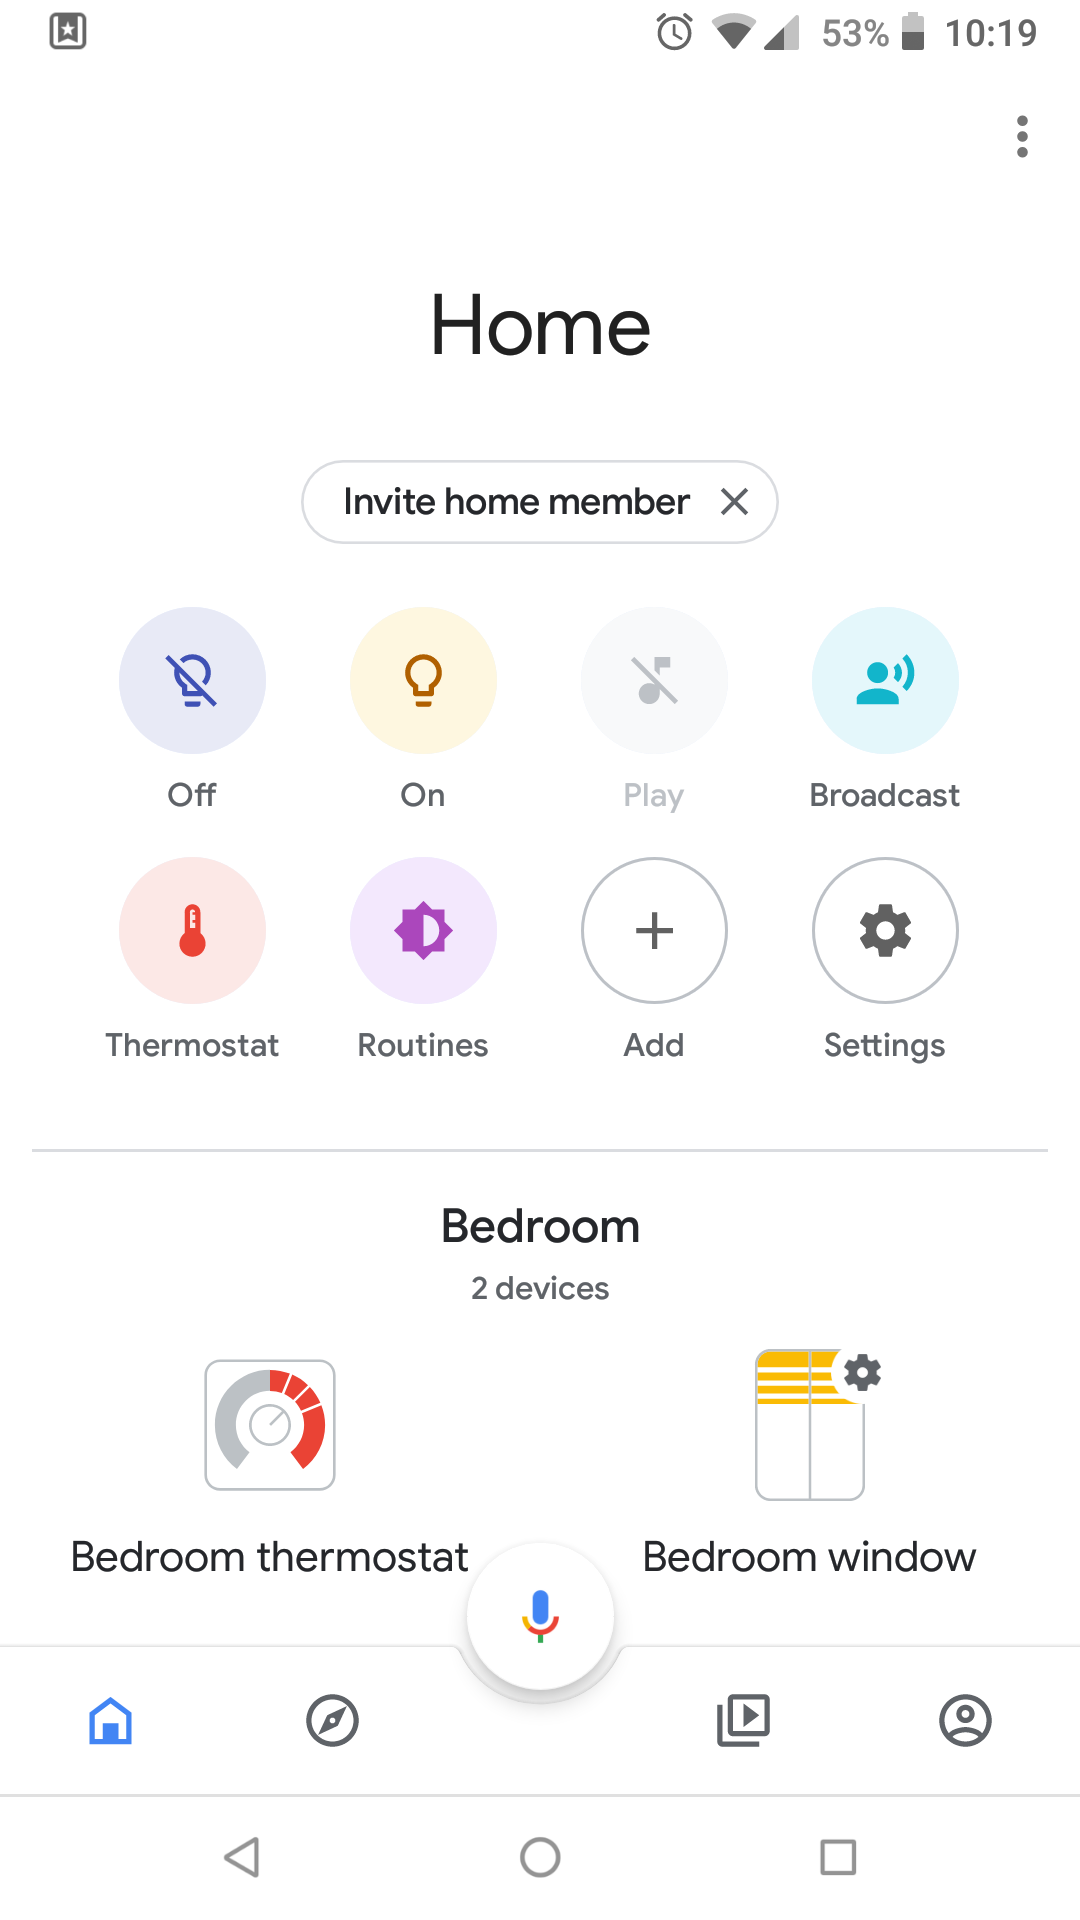 53% 10:19
Home
Invite home member
Off On Play Broadcast
Thermostat Routines Add Settings
Bedroom
2 devices
Bedroom thermostat Bedroom window